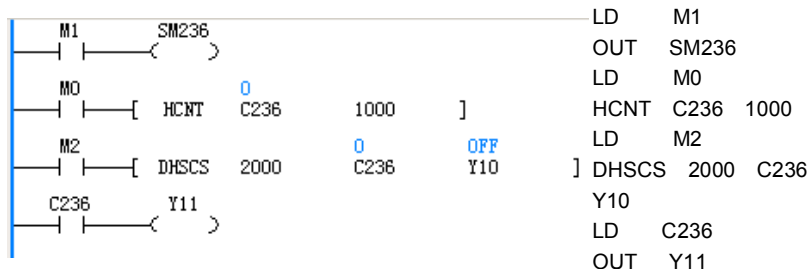 M1 SM236
M0 0
HCNT C236 1000 ]
M2 0 OFF
[ DHSCS 2000 C236 Y10 ]
C236 Y11
LD M1
OUT SM236
LD M0
HCNT C236 1000
LD M2
DHSCS 2000 C236
Y10
LD C236
OUT Y11